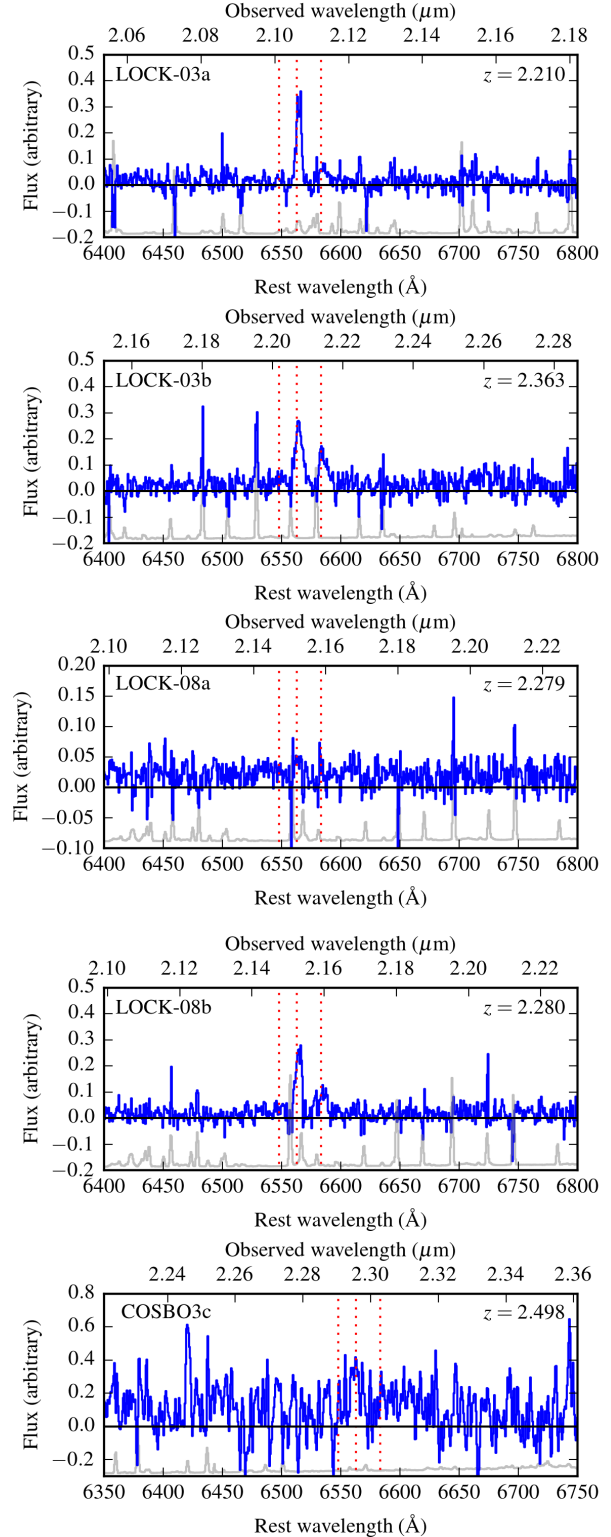 Observed wavelength (μm)
2.06 2.08 2.10 2.12 2.14 2.16 2.18
LOCK-03a z = 2.210
0.5
0.4
0.3
0.2
0.1
0.0
−0.1
−0.2
Flux (arbitrary)
6400 6450 6500 6550 6600 6650 6700 6750 6800
Rest wavelength (Å)
Observed wavelength (μm)
2.16 2.18 2.20 2.22 2.24 2.26 2.28
LOCK-03b z = 2.363
0.5
0.4
0.3
0.2
0.1
0.0
−0.1
−0.2
Flux (arbitrary)
6400 6450 6500 6550 6600 6650 6700 6750 6800
Rest wavelength (Å)
Observed wavelength (μm)
2.10 2.12 2.14 2.16 2.18 2.20 2.22
LOCK-08a z = 2.279
0.20
0.15
0.10
0.05
0.00
−0.05
−0.10
Flux (arbitrary)
6400 6450 6500 6550 6600 6650 6700 6750 6800
Rest wavelength (Å)
Observed wavelength (μm)
2.10 2.12 2.14 2.16 2.18 2.20 2.22
LOCK-08b z = 2.280
0.5
0.4
0.3
0.2
0.1
0.0
−0.1
−0.2
Flux (arbitrary)
6400 6450 6500 6550 6600 6650 6700 6750 6800
Rest wavelength (Å)
Observed wavelength (μm)
2.24 2.26 2.28 2.30 2.32 2.34 2.36
COSBO3c z = 2.498
0.8
0.6
0.4
0.2
0.0
−0.2
Flux (arbitrary)
6350 6400 6450 6500 6550 6600 6650 6700 6750
Rest wavelength (Å)